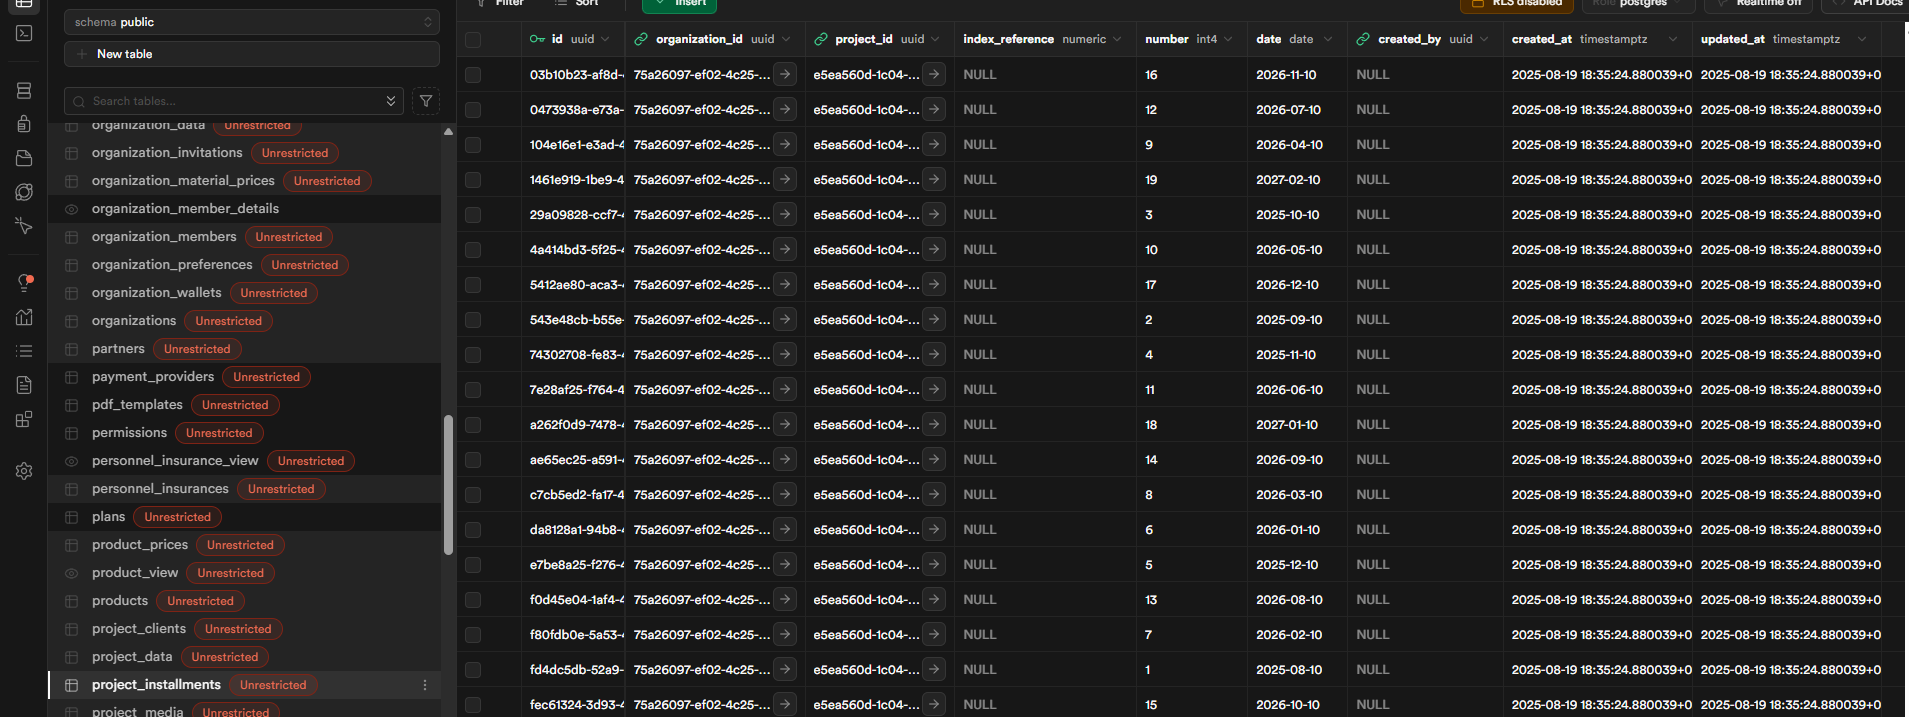 schema public
New table
Search tables...
organization_data Unrestricted
organization_invitations Unrestricted
organization_material_prices Unrestricted
organization_member_details
organization_members Unrestricted
organization_preferences Unrestricted
organization_wallets Unrestricted
organizations Unrestricted
partners Unrestricted
payment_providers Unrestricted
pdf_templates Unrestricted
permissions Unrestricted
personnel_insurance_view Unrestricted
personnel_insurances Unrestricted
plans Unrestricted
product_prices Unrestricted
product_view Unrestricted
products Unrestricted
project_clients Unrestricted
project_data Unrestricted
project_installments Unrestricted
project_media Unrestricted
Filter Sort Insert RLS disabled Role postgres Realtime off API Docs
id uuid organization_id uuid project_id uuid index_reference numeric number int4 date date created_by uuid created_at timestamptz updated_at timestamptz
03b10b23-af8d- 75a26097-ef02-4c25-... e5ea560d-1c04-... NULL 16 2026-11-10 NULL 2025-08-19 18:35:24.880039+0 2025-08-19 18:35:24.880039+0
0473938a-e73a- 75a26097-ef02-4c25-... e5ea560d-1c04-... NULL 12 2026-07-10 NULL 2025-08-19 18:35:24.880039+0 2025-08-19 18:35:24.880039+0
104e16e1-e3ad-4 75a26097-ef02-4c25-... e5ea560d-1c04-... NULL 9 2026-04-10 NULL 2025-08-19 18:35:24.880039+0 2025-08-19 18:35:24.880039+0
1461e919-1be9-4 75a26097-ef02-4c25-... e5ea560d-1c04-... NULL 19 2027-02-10 NULL 2025-08-19 18:35:24.880039+0 2025-08-19 18:35:24.880039+0
29a09828-ccf7- 75a26097-ef02-4c25-... e5ea560d-1c04-... NULL 3 2025-10-10 NULL 2025-08-19 18:35:24.880039+0 2025-08-19 18:35:24.880039+0
4a414bd3-5f25-4 75a26097-ef02-4c25-... e5ea560d-1c04-... NULL 10 2026-05-10 NULL 2025-08-19 18:35:24.880039+0 2025-08-19 18:35:24.880039+0
5412ae80-aca3- 75a26097-ef02-4c25-... e5ea560d-1c04-... NULL 17 2026-12-10 NULL 2025-08-19 18:35:24.880039+0 2025-08-19 18:35:24.880039+0
543e48cb-b55e- 75a26097-ef02-4c25-... e5ea560d-1c04-... NULL 2 2025-09-10 NULL 2025-08-19 18:35:24.880039+0 2025-08-19 18:35:24.880039+0
74302708-fe83- 75a26097-ef02-4c25-... e5ea560d-1c04-... NULL 4 2025-11-10 NULL 2025-08-19 18:35:24.880039+0 2025-08-19 18:35:24.880039+0
7e28af25-f764-4 75a26097-ef02-4c25-... e5ea560d-1c04-... NULL 11 2026-06-10 NULL 2025-08-19 18:35:24.880039+0 2025-08-19 18:35:24.880039+0
a262f0d9-7478- 75a26097-ef02-4c25-... e5ea560d-1c04-... NULL 18 2027-01-10 NULL 2025-08-19 18:35:24.880039+0 2025-08-19 18:35:24.880039+0
ae65ec25-a591- 75a26097-ef02-4c25-... e5ea560d-1c04-... NULL 14 2026-09-10 NULL 2025-08-19 18:35:24.880039+0 2025-08-19 18:35:24.880039+0
c7cb5ed2-fa17-4 75a26097-ef02-4c25-... e5ea560d-1c04-... NULL 8 2026-03-10 NULL 2025-08-19 18:35:24.880039+0 2025-08-19 18:35:24.880039+0
da8128a1-94b8- 75a26097-ef02-4c25-... e5ea560d-1c04-... NULL 6 2026-01-10 NULL 2025-08-19 18:35:24.880039+0 2025-08-19 18:35:24.880039+0
e7be8a25-f276-4 75a26097-ef02-4c25-... e5ea560d-1c04-... NULL 5 2025-12-10 NULL 2025-08-19 18:35:24.880039+0 2025-08-19 18:35:24.880039+0
f0d45e04-1af4-4 75a26097-ef02-4c25-... e5ea560d-1c04-... NULL 13 2026-08-10 NULL 2025-08-19 18:35:24.880039+0 2025-08-19 18:35:24.880039+0
f80fdb0e-5a53- 75a26097-ef02-4c25-... e5ea560d-1c04-... NULL 7 2026-02-10 NULL 2025-08-19 18:35:24.880039+0 2025-08-19 18:35:24.880039+0
fd4dc5db-52a9- 75a26097-ef02-4c25-... e5ea560d-1c04-... NULL 1 2025-08-10 NULL 2025-08-19 18:35:24.880039+0 2025-08-19 18:35:24.880039+0
fec61324-3d93- 75a26097-ef02-4c25-... e5ea560d-1c04-... NULL 15 2026-10-10 NULL 2025-08-19 18:35:24.880039+0 2025-08-19 18:35:24.880039+0